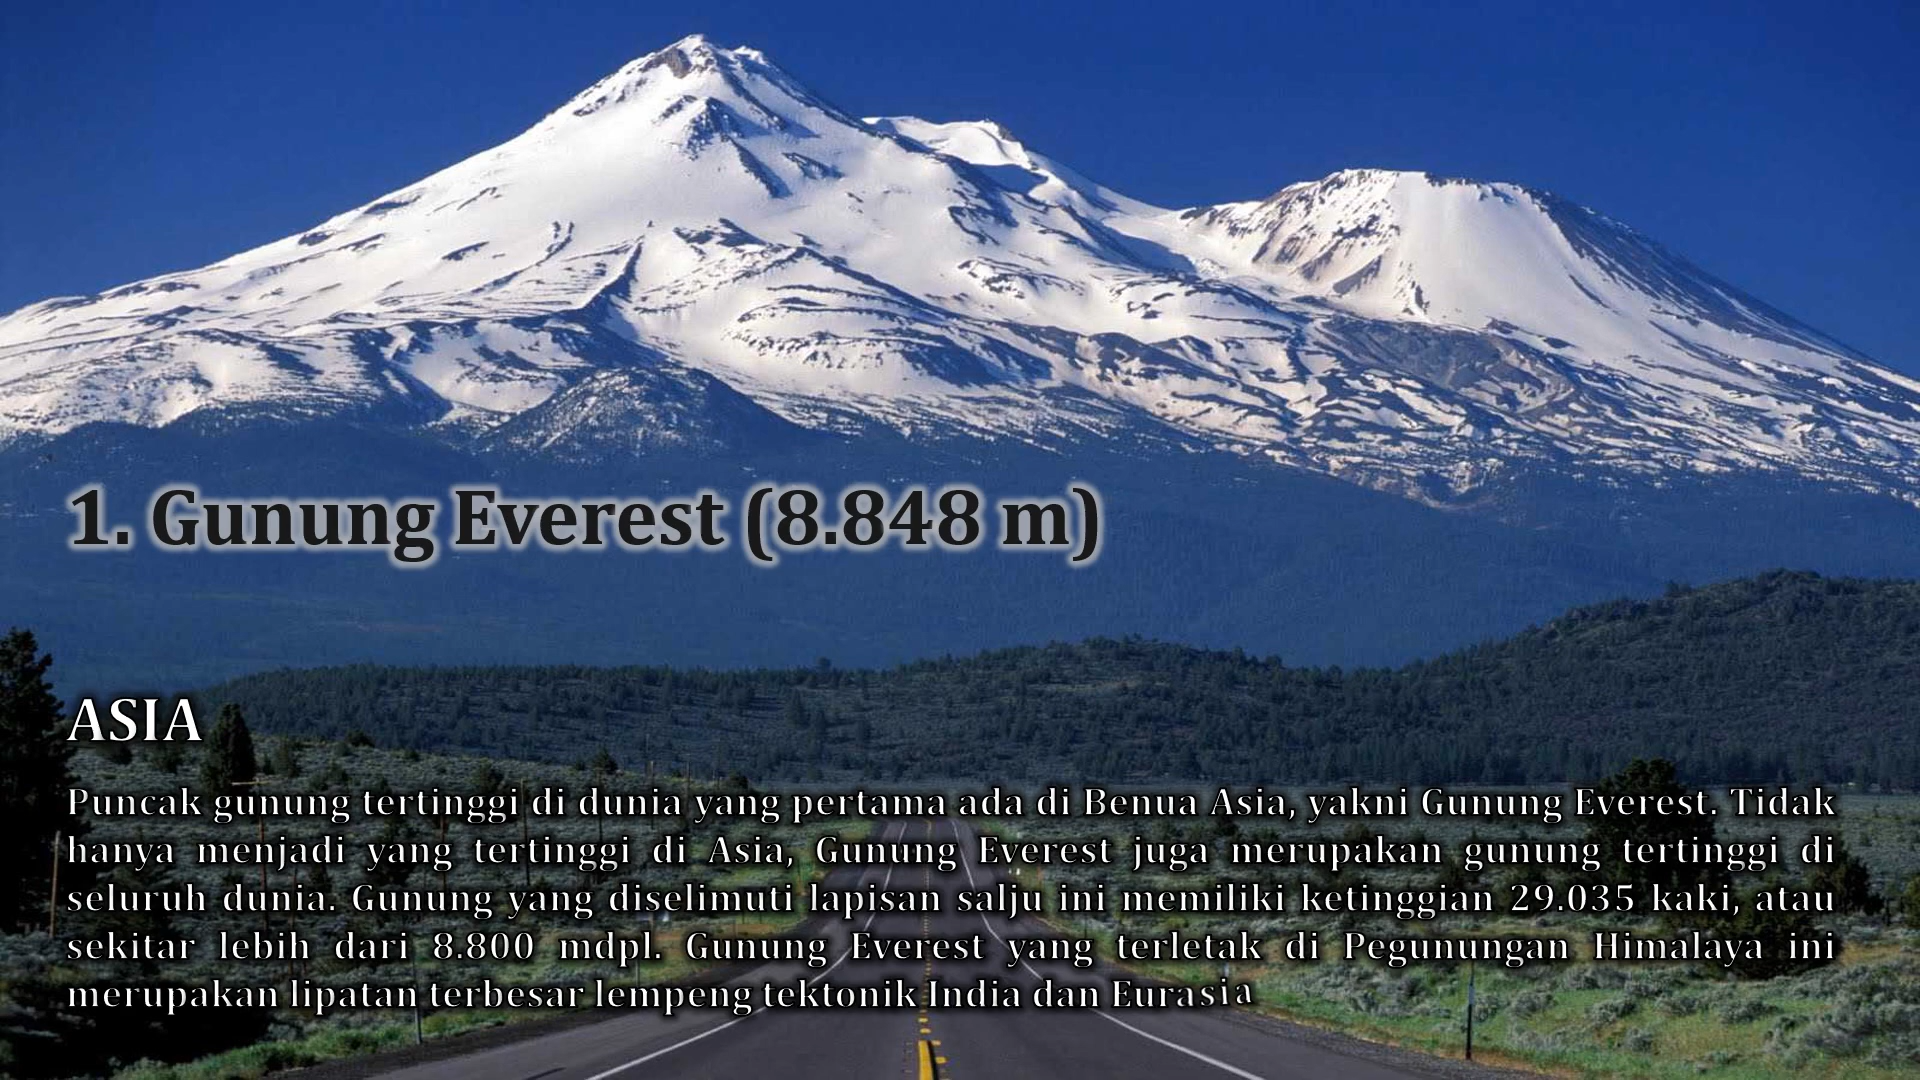 1. Gunung Everest (8.848 m)
ASIA
Puncak gunung tertinggi di dunia yang pertama ada di Benua Asia, yakni Gunung Everest. Tidak
hanya menjadi yang tertinggi di Asia, Gunung Everest juga merupakan gunung tertinggi di
seluruh dunia. Gunung yang diselimuti lapisan salju ini memiliki ketinggian 29.035 kaki, atau
sekitar lebih dari 8.800 mdpl. Gunung Everest yang terletak di Pegunungan Himalaya ini
merupakan lipatan terbesar lempeng tektonik India dan Eurasia